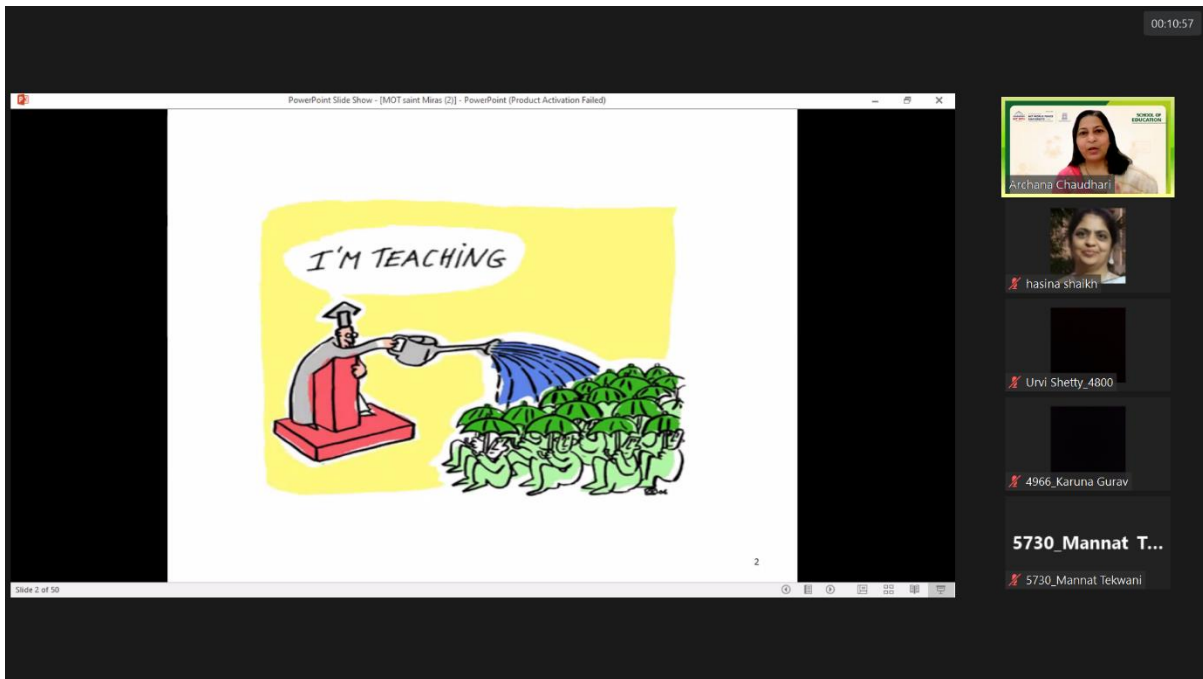 00:10:57
PowerPoint Slide Show - [MOT saint Miras (2)] - PowerPoint (Product Activation Failed)
I'M TEACHING
2
Slide 2 of 50
SCHOOL OF
EDUCATION
Archana Chaudhari
hasina shaikh
Urvi Shetty_4800
4966_Karuna Gurav
5730_Mannat T...
5730_Mannat Tekwani